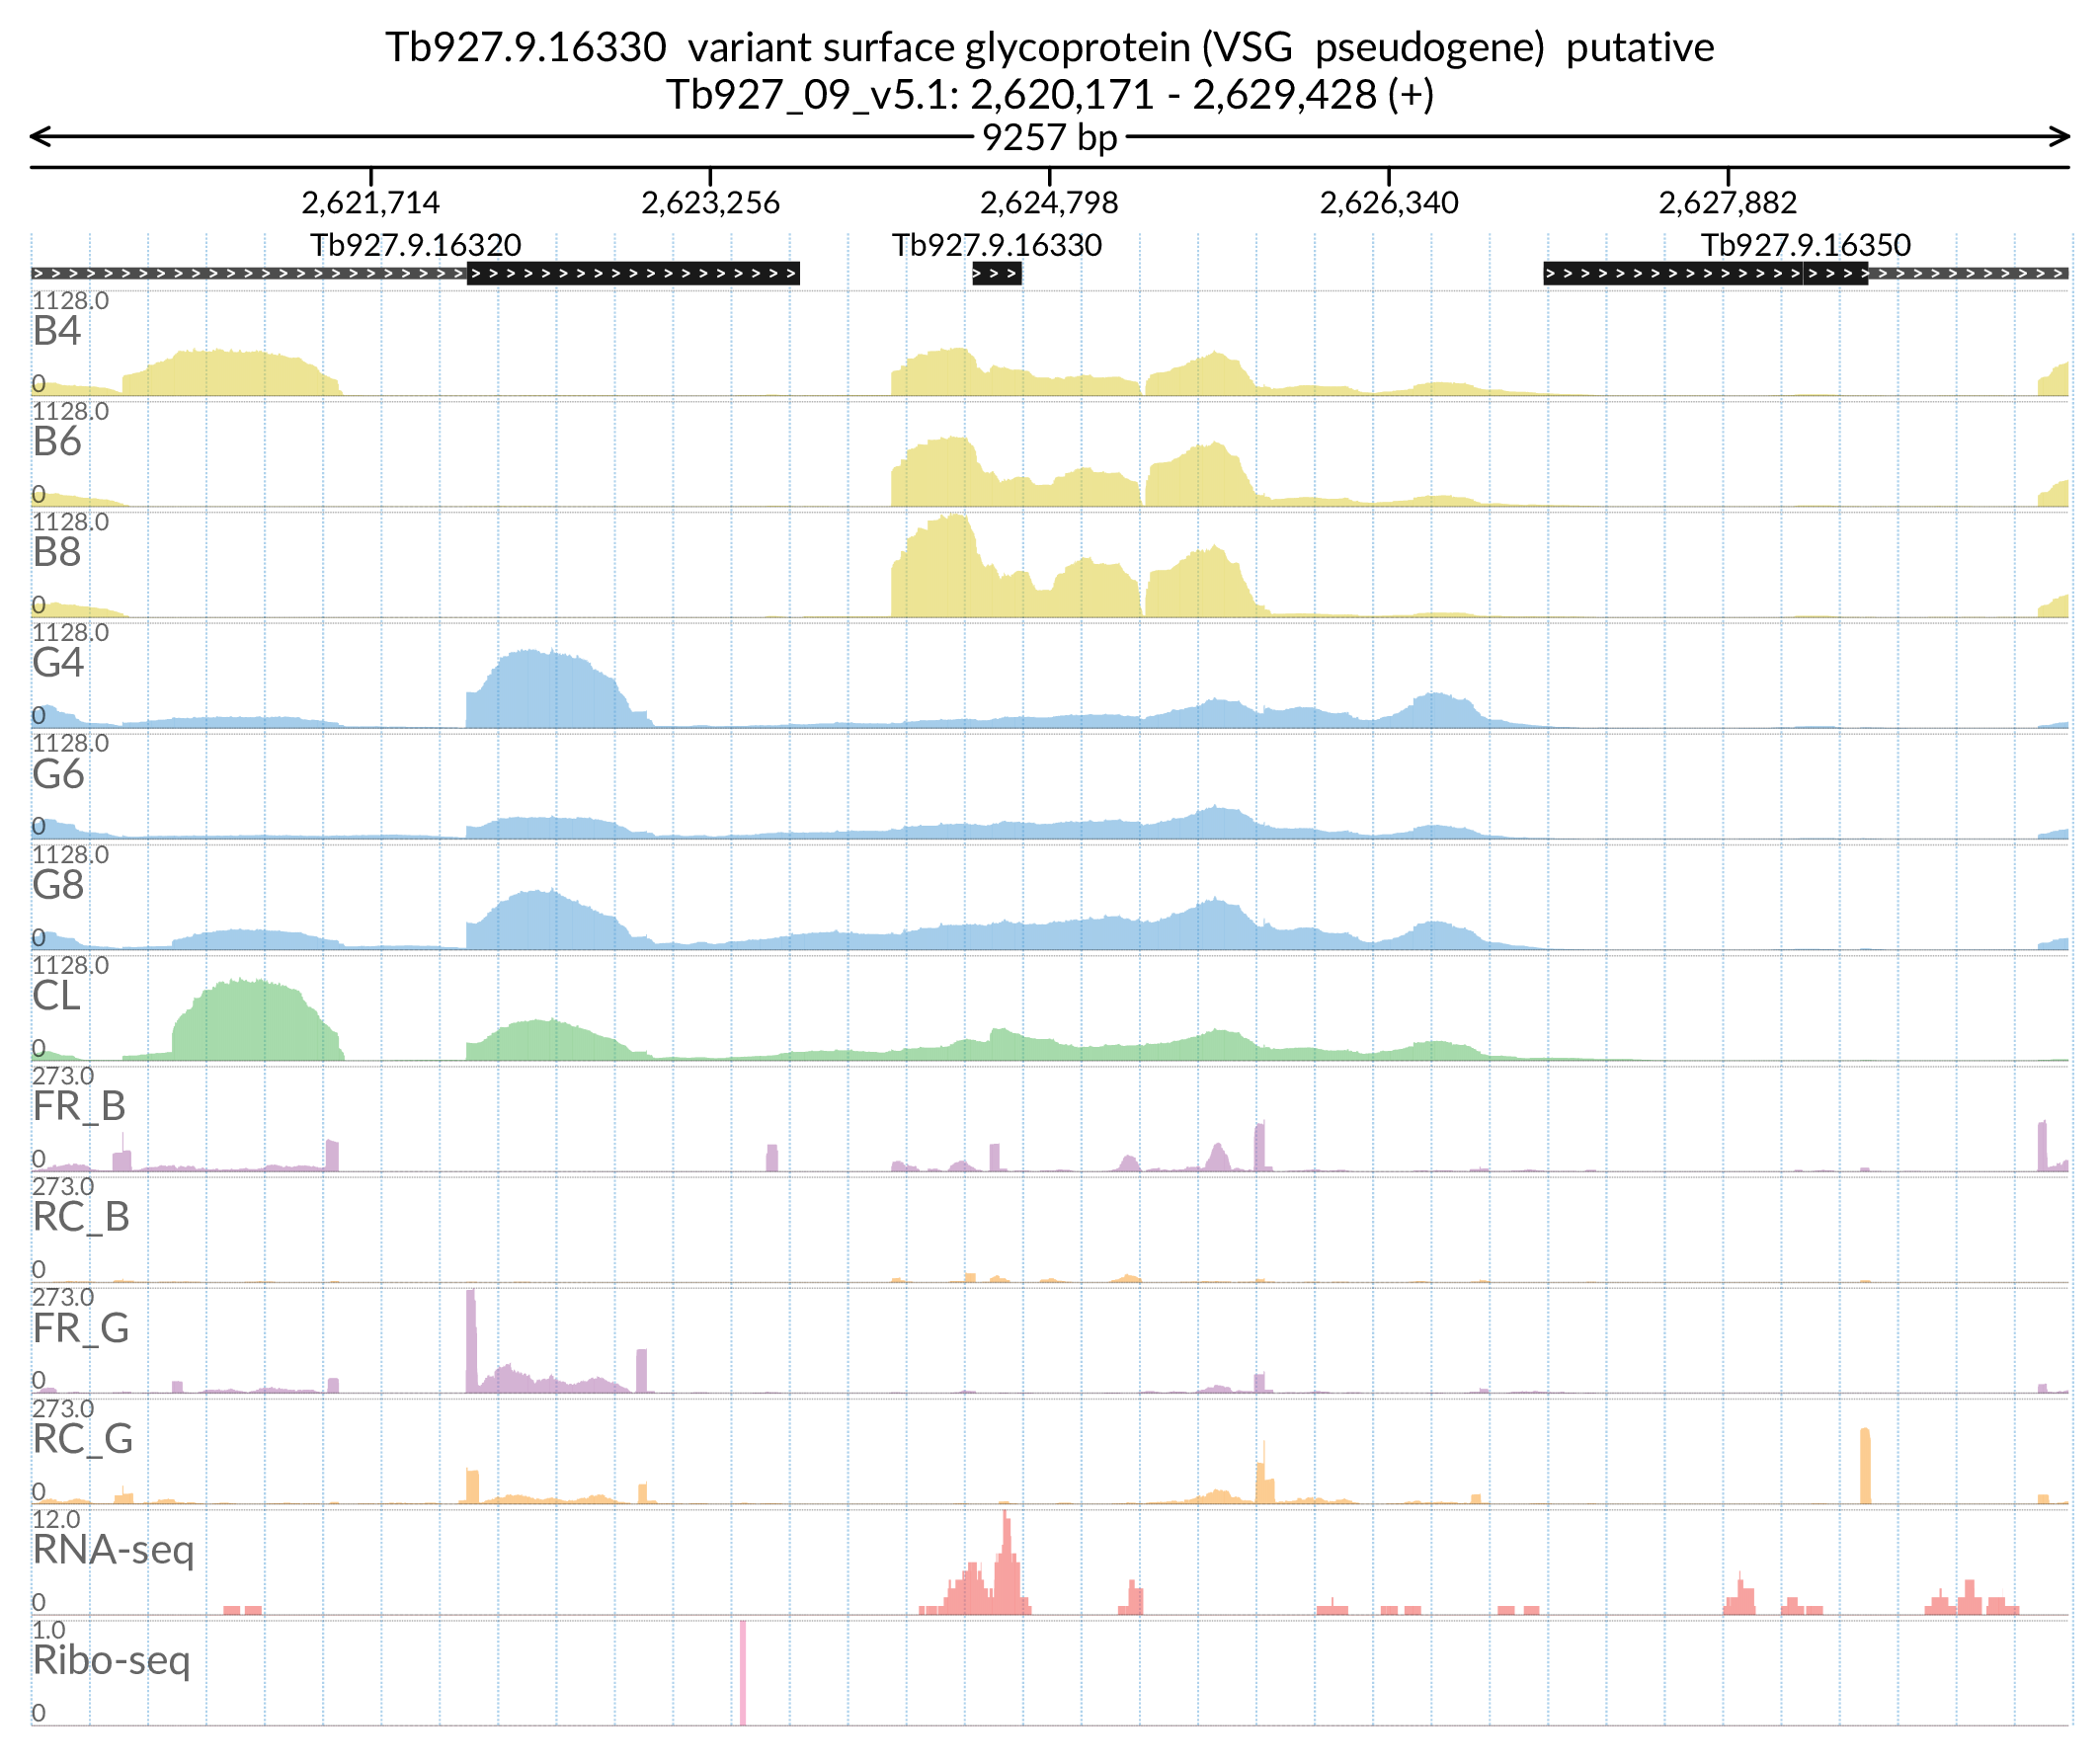 Tb927.9.16330  variant surface glycoprotein (VSG  pseudogene)  putative
Tb927_09_v5.1: 2,620,171 - 2,629,428 (+)
9257 bp
2,621,714 2,623,256 2,624,798 2,626,340 2,627,882
Tb927.9.16320 Tb927.9.16330 Tb927.9.16350
1128.0
B4
0
1128.0
B6
0
1128.0
B8
0
1128.0
G4
0
1128.0
G6
0
1128.0
G8
0
1128.0
CL
0
273.0
FR_B
0
273.0
RC_B
0
273.0
FR_G
0
273.0
RC_G
0
12.0
RNA-seq
0
1.0
Ribo-seq
0